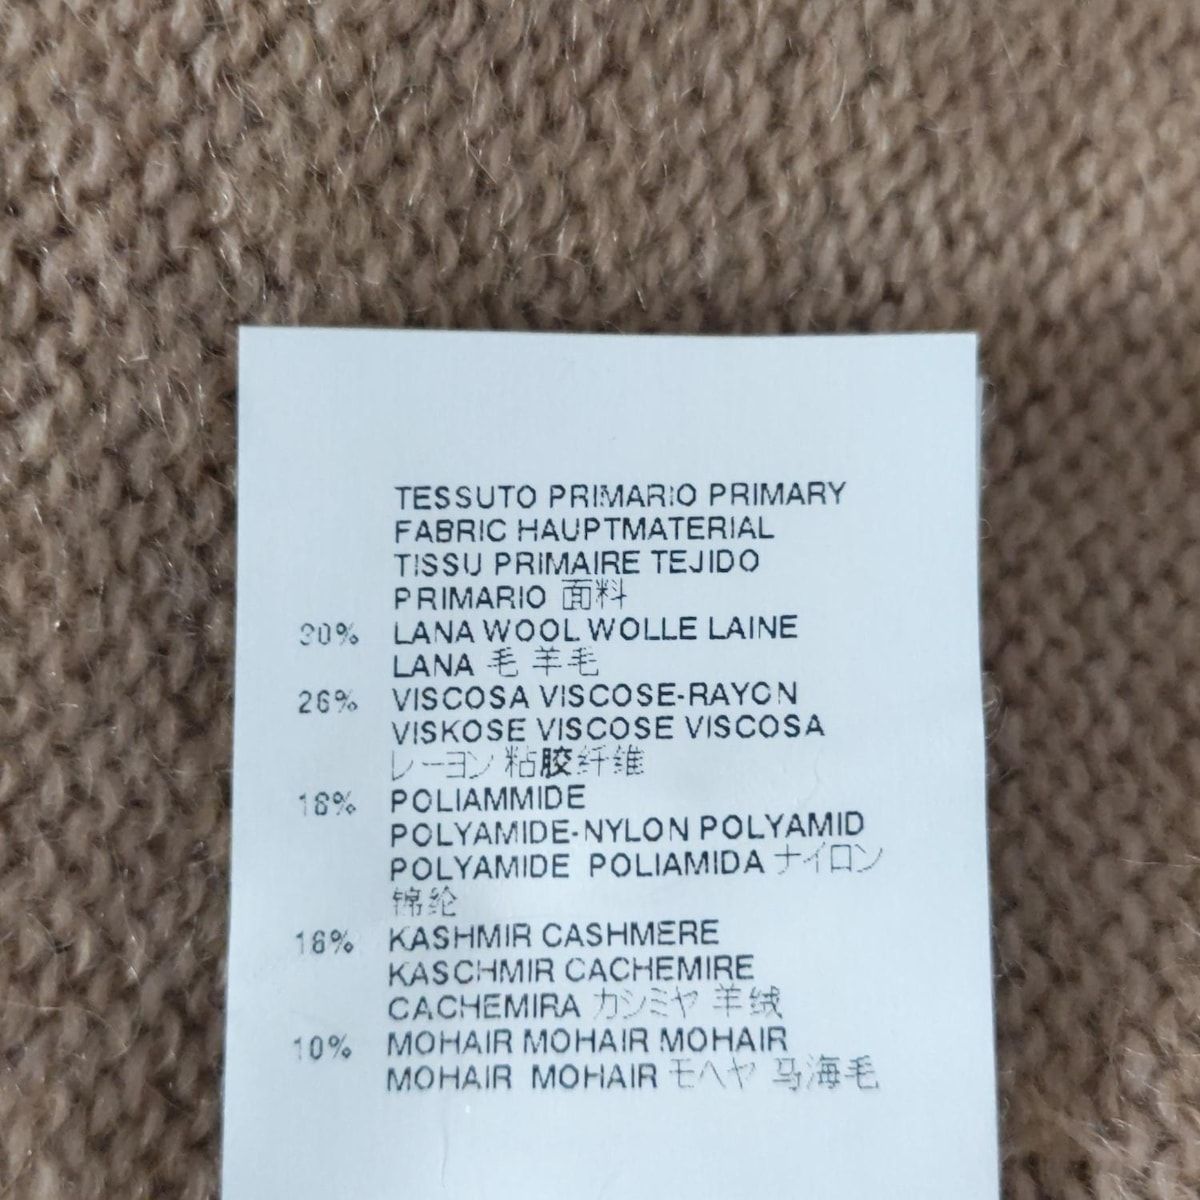 TESSUTO PRIMARIO PRIMARY
FABRIC HAUPTMATERIAL
TISSU PRIMAIRE TEJIDO
PRIMARIO 面料
30% LANA WOOL WOLLE LAINE
LANA 毛 羊毛
26% VISCOSA VISCOSE-RAYON
VISKOSE VISCOSE VISCOSA
レーヨン 粘胶纤维
18% POLIAMMIDE
POLYAMIDE-NYLON POLYAMID
POLYAMIDE POLIAMIDA ナイロン
锦纶
16% KASHMIR CASHMERE
KASCHMIR CACHEMIRE
CACHEMIRA カシミヤ 羊绒
10% MOHAIR MOHAIR MOHAIR
MOHAIR MOHAIR モヘヤ 马海毛